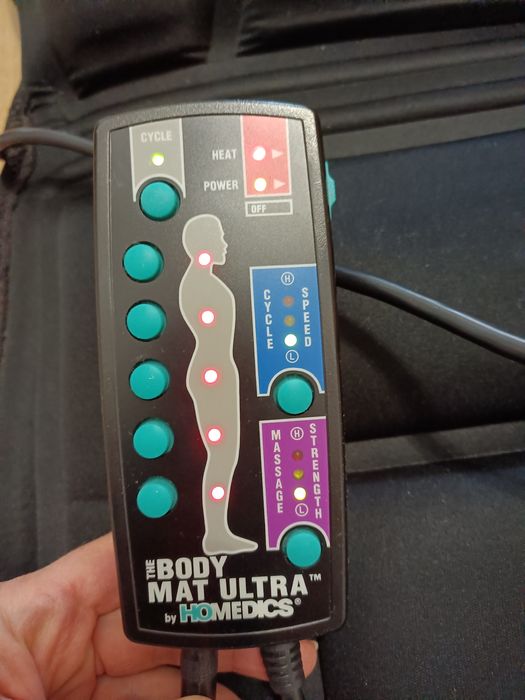 CYCLE
HEAT
POWER
OFF
H
CYCLE SPEED
L
H
MASSAGE STRENGTH
L
THE BODY
MAT ULTRA™
by HOMEDICS®